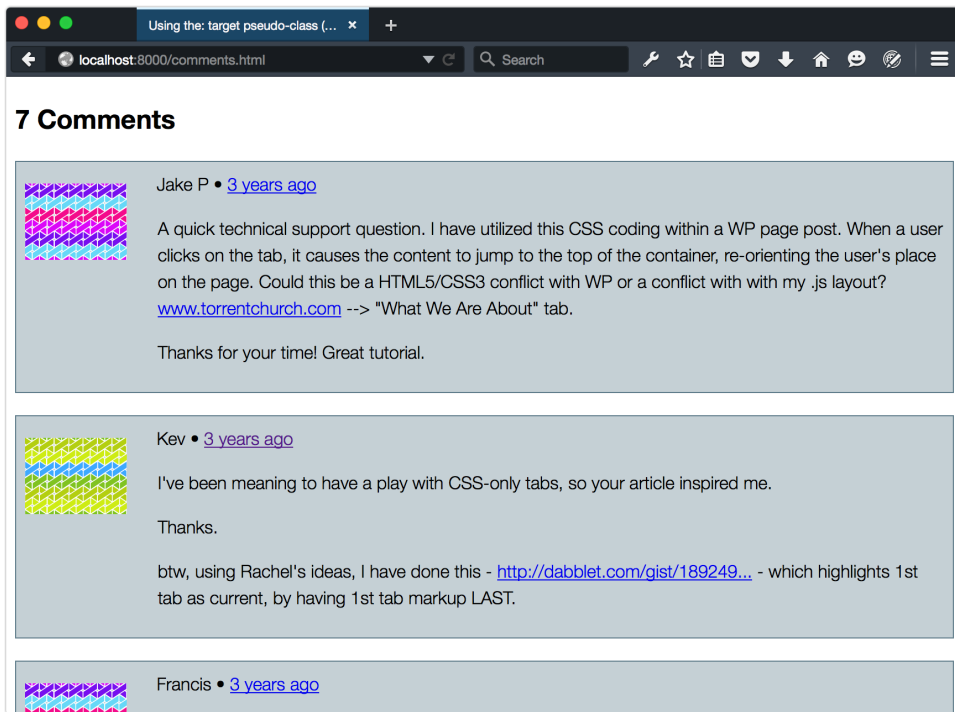 Using the: target pseudo-class (... × +
localhost:8000/comments.html
Search
7 Comments
Jake P • 3 years ago
A quick technical support question. I have utilized this CSS coding within a WP page post. When a user
clicks on the tab, it causes the content to jump to the top of the container, re-orienting the user's place
on the page. Could this be a HTML5/CSS3 conflict with WP or a conflict with with my .js layout?
www.torrentchurch.com --> "What We Are About" tab.
Thanks for your time! Great tutorial.
Kev • 3 years ago
I've been meaning to have a play with CSS-only tabs, so your article inspired me.
Thanks.
btw, using Rachel's ideas, I have done this - http://dabblet.com/gist/189249... - which highlights 1st
tab as current, by having 1st tab markup LAST.
Francis • 3 years ago